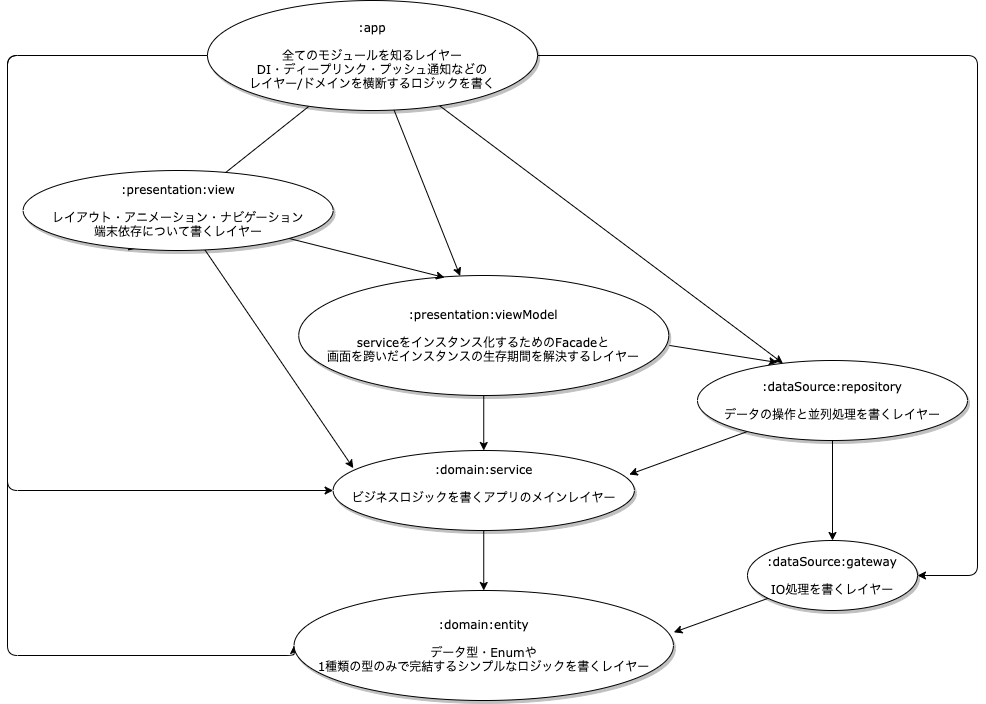 :app
全てのモジュールを知るレイヤー
DI・ディープリンク・プッシュ通知などの
レイヤー/ドメインを横断するロジックを書く
:presentation:view
レイアウト・アニメーション・ナビゲーション
端末依存について書くレイヤー
:presentation:viewModel
serviceをインスタンス化するためのFacadeと
画面を跨いだインスタンスの生存期間を解決するレイヤー
:dataSource:repository
データの操作と並列処理を書くレイヤー
:domain:service
ビジネスロジックを書くアプリのメインレイヤー
:dataSource:gateway
IO処理を書くレイヤー
:domain:entity
データ型・Enumや
1種類の型のみで完結するシンプルなロジックを書くレイヤー